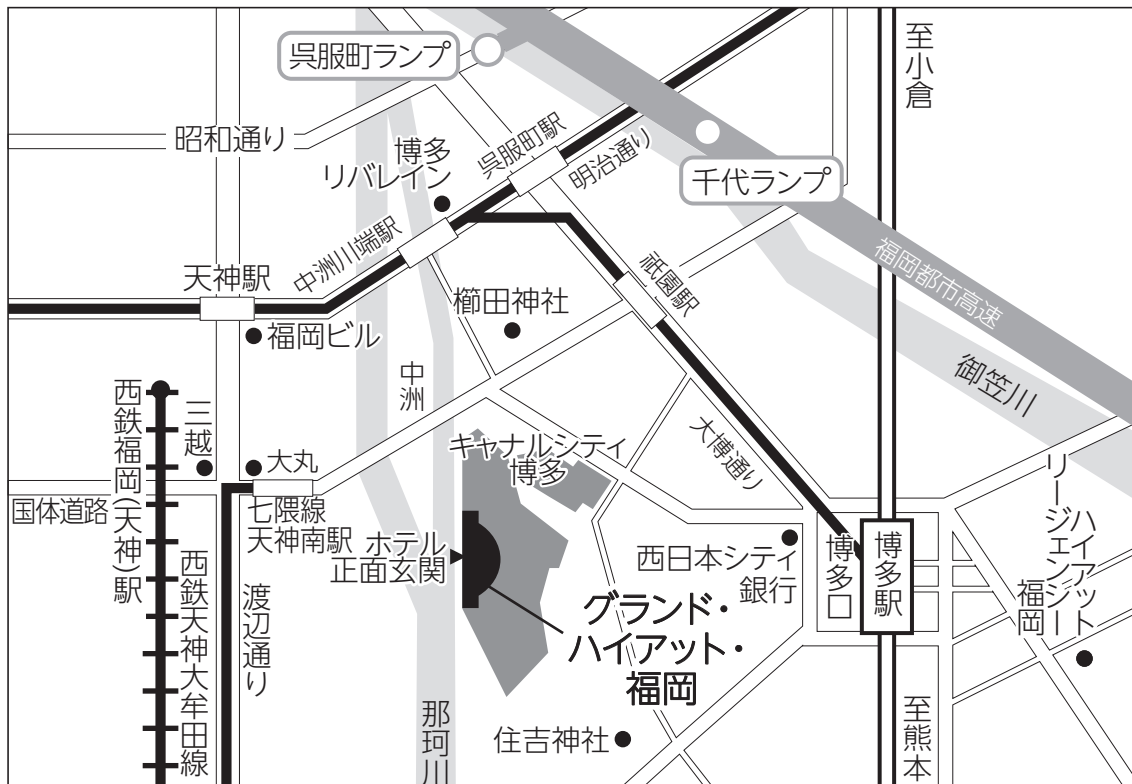 呉服町ランプ
至小倉
昭和通り
博多
リバレイン
呉服町駅
明治通り
千代ランプ
中洲川端駅
天神駅
福岡都市高速
祇園駅
櫛田神社
福岡ビル
御笠川
中洲
西鉄福岡(天神)駅
三越
大丸
キャナルシティ
博多
大博通り
国体道路
七隈線
天神南駅
ホテル
正面玄関
西日本シティ
銀行
博多口
博多駅
ハイアット
リージェンシー
福岡
西鉄天神大牟田線
渡辺通り
グランド・
ハイアット・
福岡
那珂川
住吉神社
至熊本